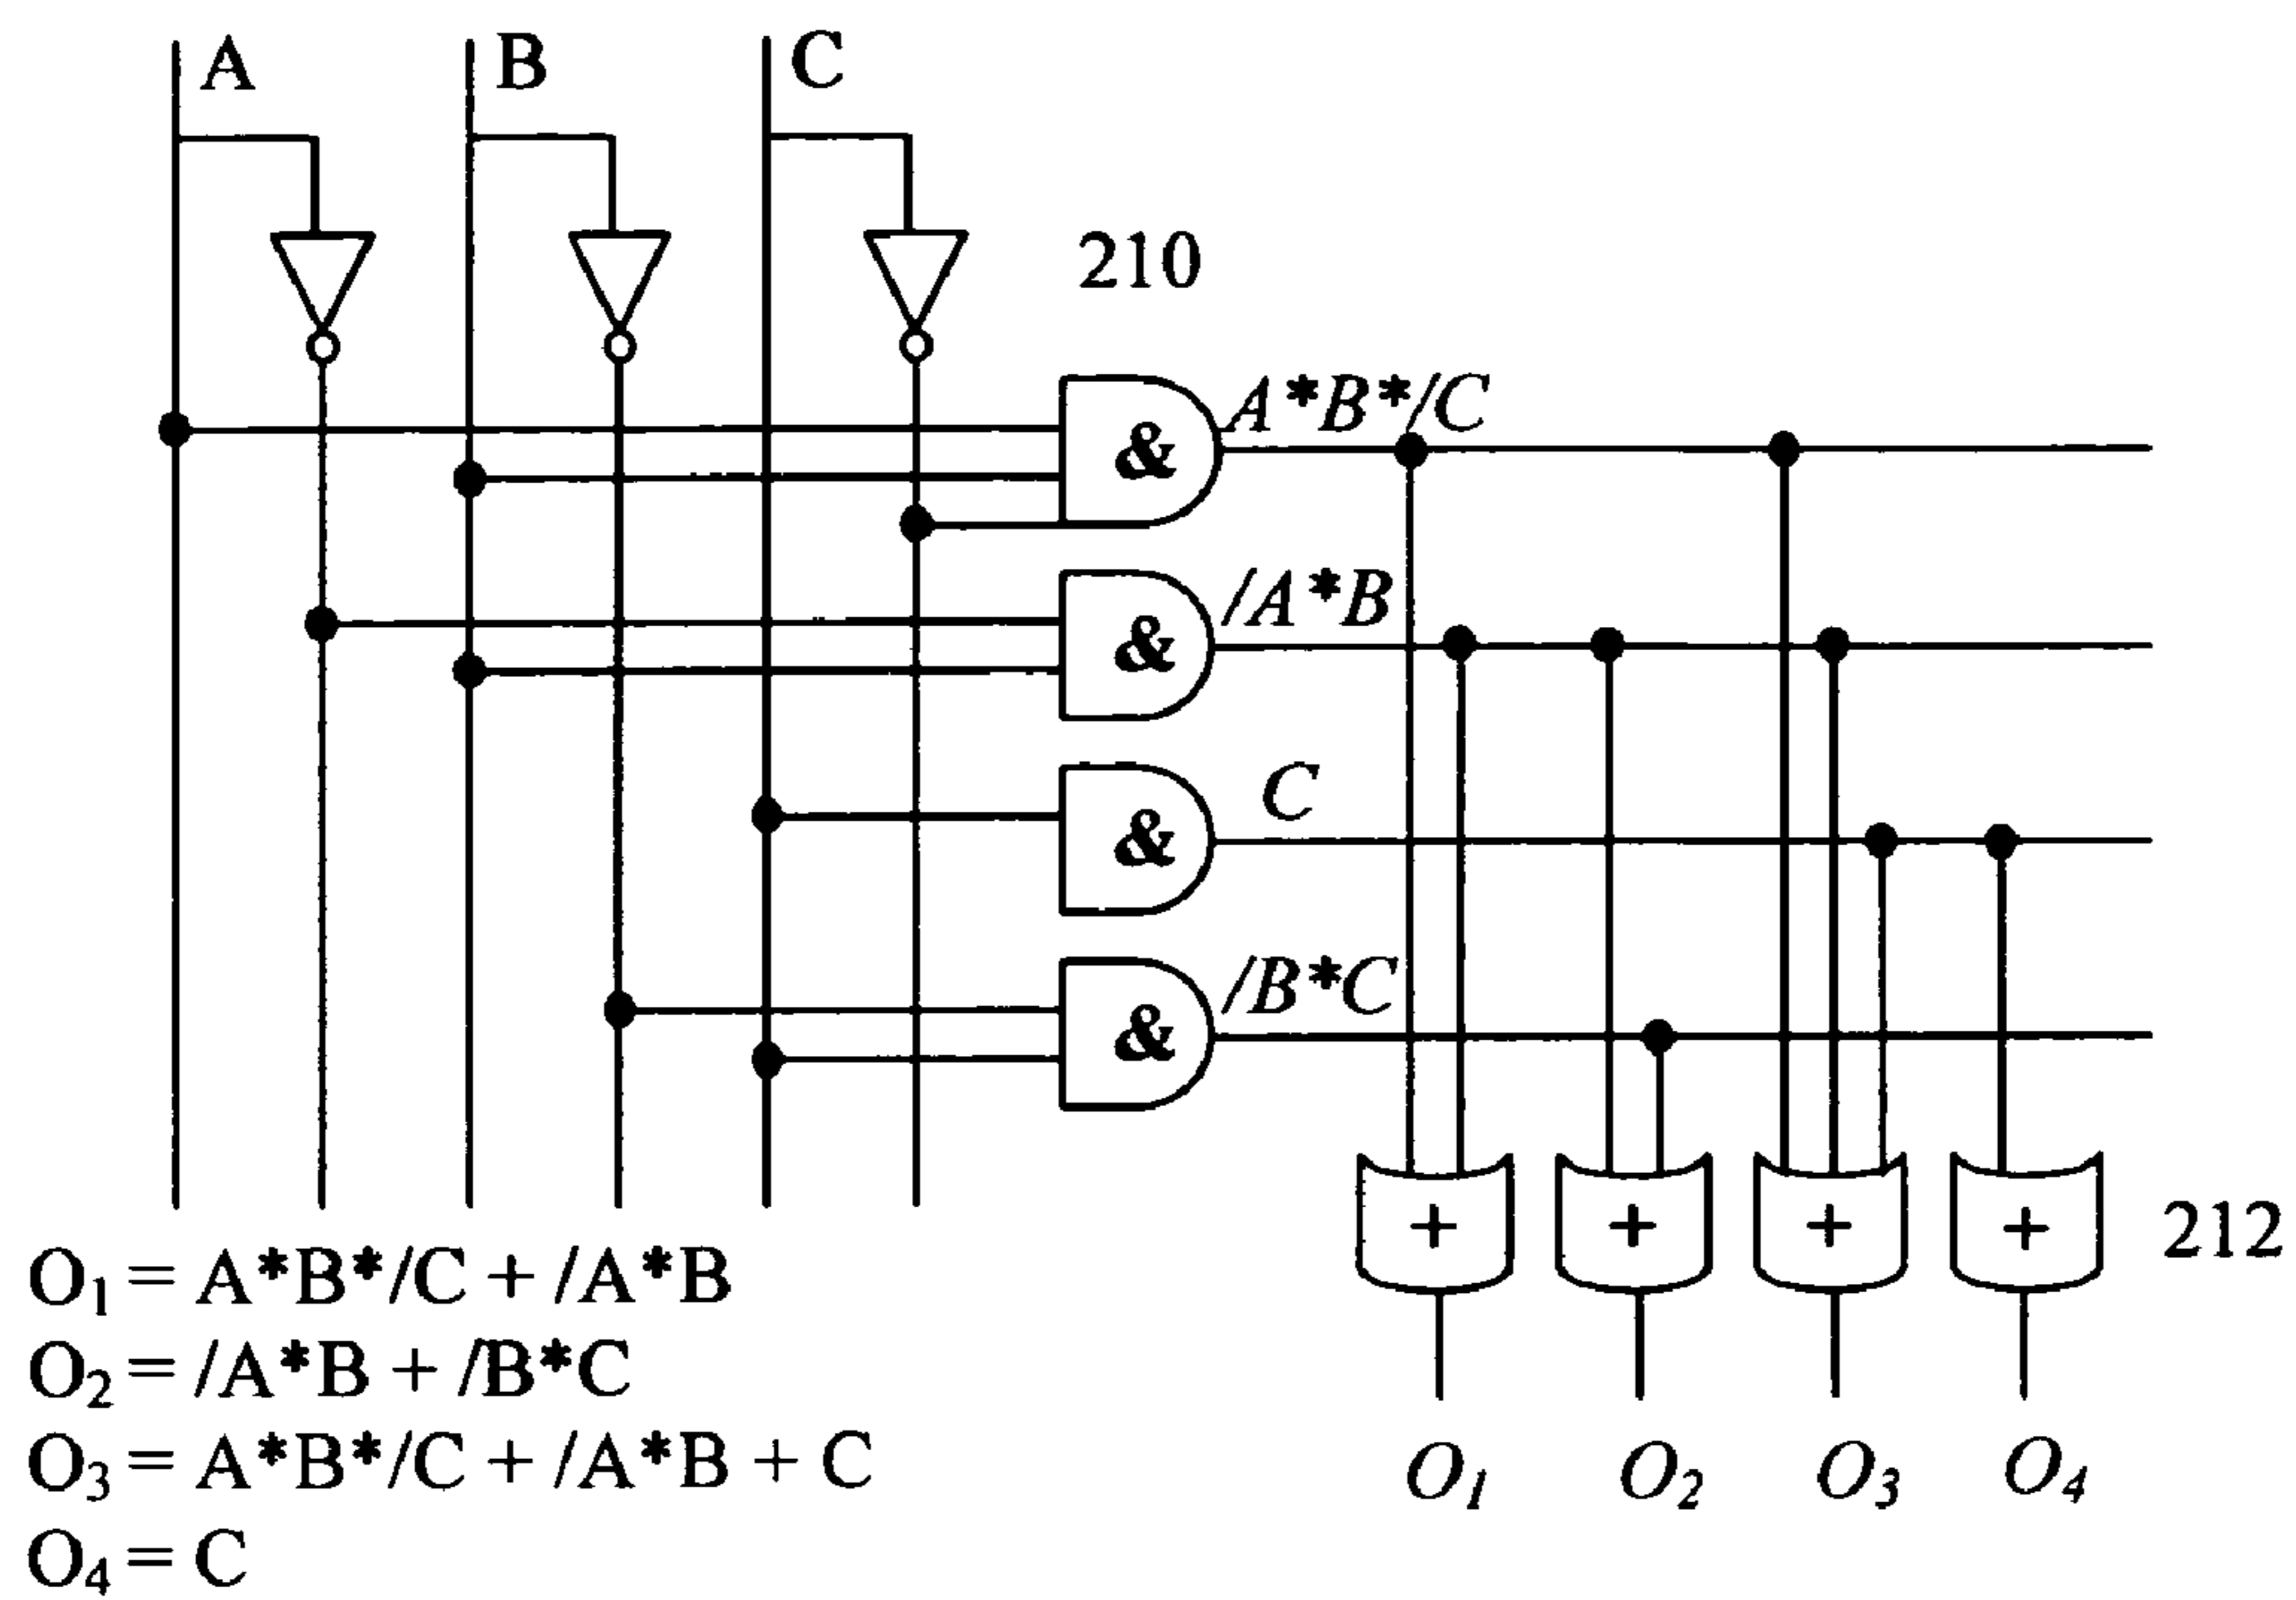 A B C
210
A*B*/C
&
/A*B
&
C
&
/B*C
&
+ + + + 212
O1 = A*B*/C + /A*B
O2 = /A*B + /B*C
O3 = A*B*/C + /A*B + C
O4 = C
O1 O2 O3 O4